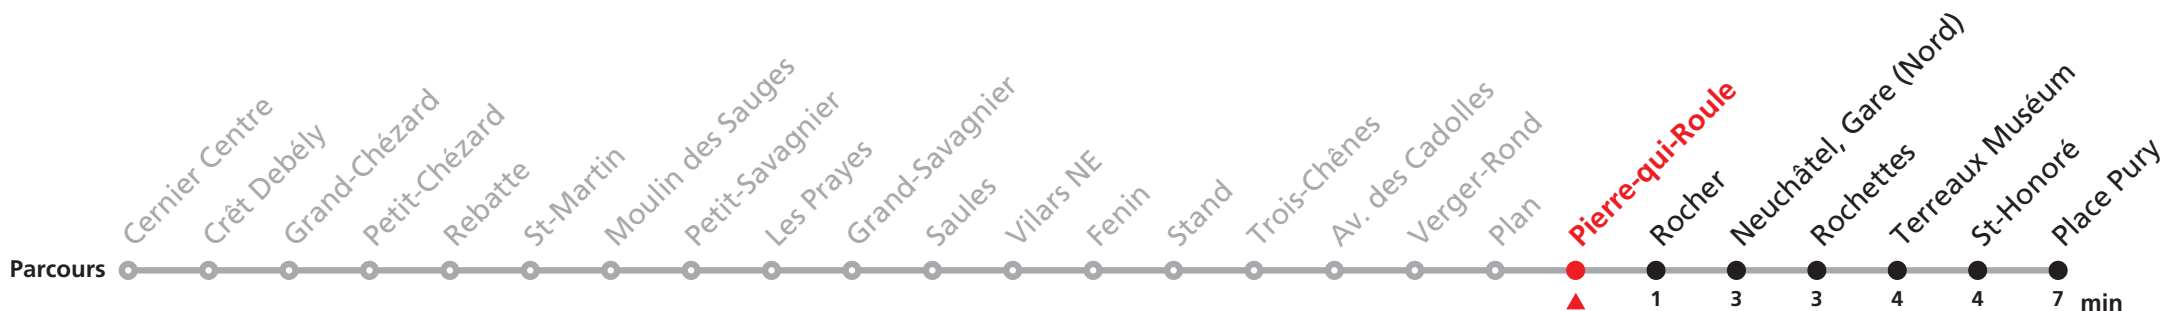 Parcours
Cernier Centre
Crêt Debély
Grand-Chézard
Petit-Chézard
Rebatte
St-Martin
Moulin des Sauges
Petit-Savagnier
Les Prayes
Grand-Savagnier
Saules
Vilars NE
Fenin
Stand
Trois-Chênes
Av. des Cadolles
Verger-Rond
Plan
Pierre-qui-Roule
Rocher
Neuchâtel, Gare (Nord)
Rochettes
Terreaux Muséum
St-Honoré
Place Pury
1 3 3 4 4 7 min